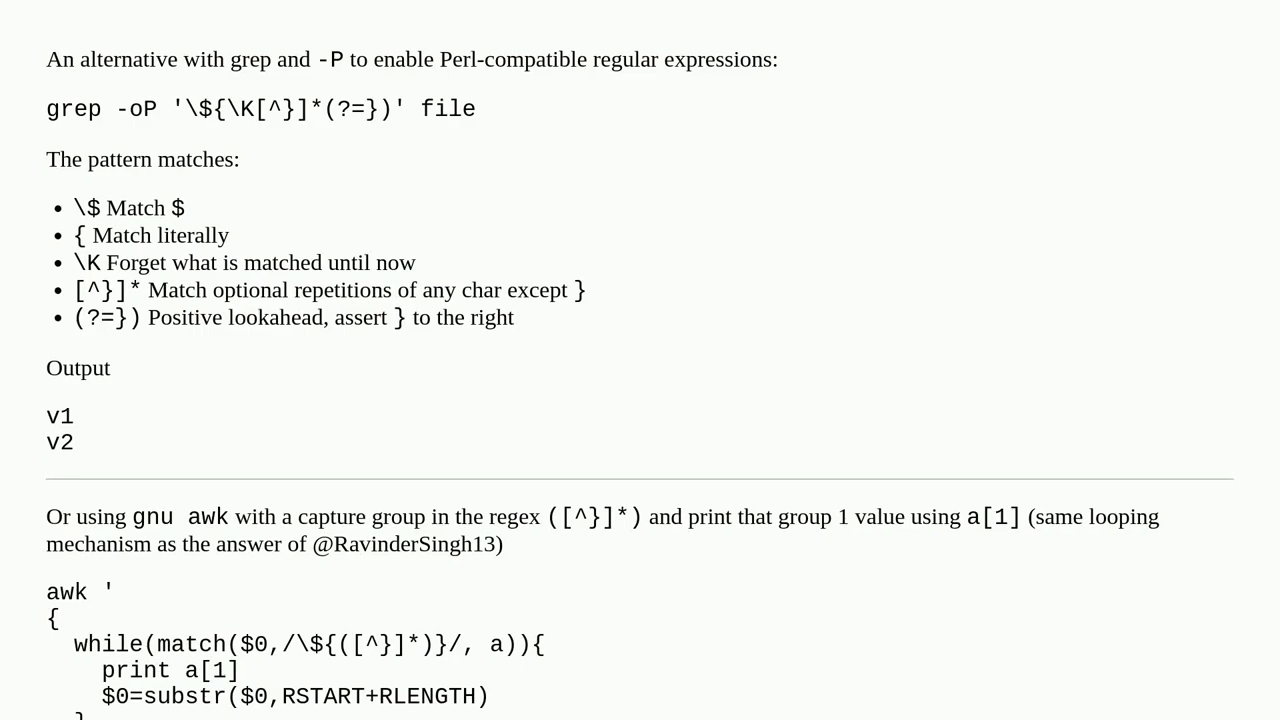 An alternative with grep and -P to enable Perl-compatible regular expressions:
grep -oP '\${\K[^}]*(?=})' file
The pattern matches:
• \$ Match $
• { Match literally
• \K Forget what is matched until now
• [^}]* Match optional repetitions of any char except }
• (?=}) Positive lookahead, assert } to the right
Output
v1
v2
Or using gnu awk with a capture group in the regex ([^}]*) and print that group 1 value using a[1] (same looping
mechanism as the answer of @RavinderSingh13)
awk '
{
  while(match($0,/\${([^}]*)}/, a)){
    print a[1]
    $0=substr($0,RSTART+RLENGTH)
  }